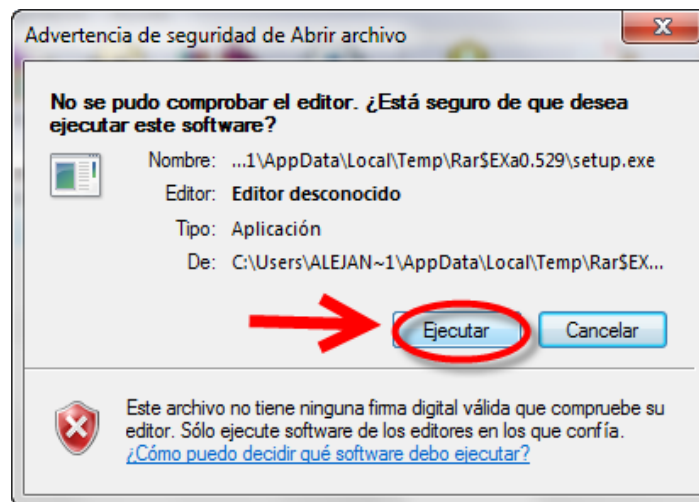 Advertencia de seguridad de Abrir archivo
No se pudo comprobar el editor. ¿Está seguro de que desea
ejecutar este software?
Nombre: ...1\AppData\Local\Temp\Rar$EXa0.529\setup.exe
Editor: Editor desconocido
Tipo: Aplicación
De: C:\Users\ALEJAN~1\AppData\Local\Temp\Rar$EX...
Ejecutar Cancelar
Este archivo no tiene ninguna firma digital válida que compruebe su
editor. Sólo ejecute software de los editores en los que confía.
¿Cómo puedo decidir qué software debo ejecutar?